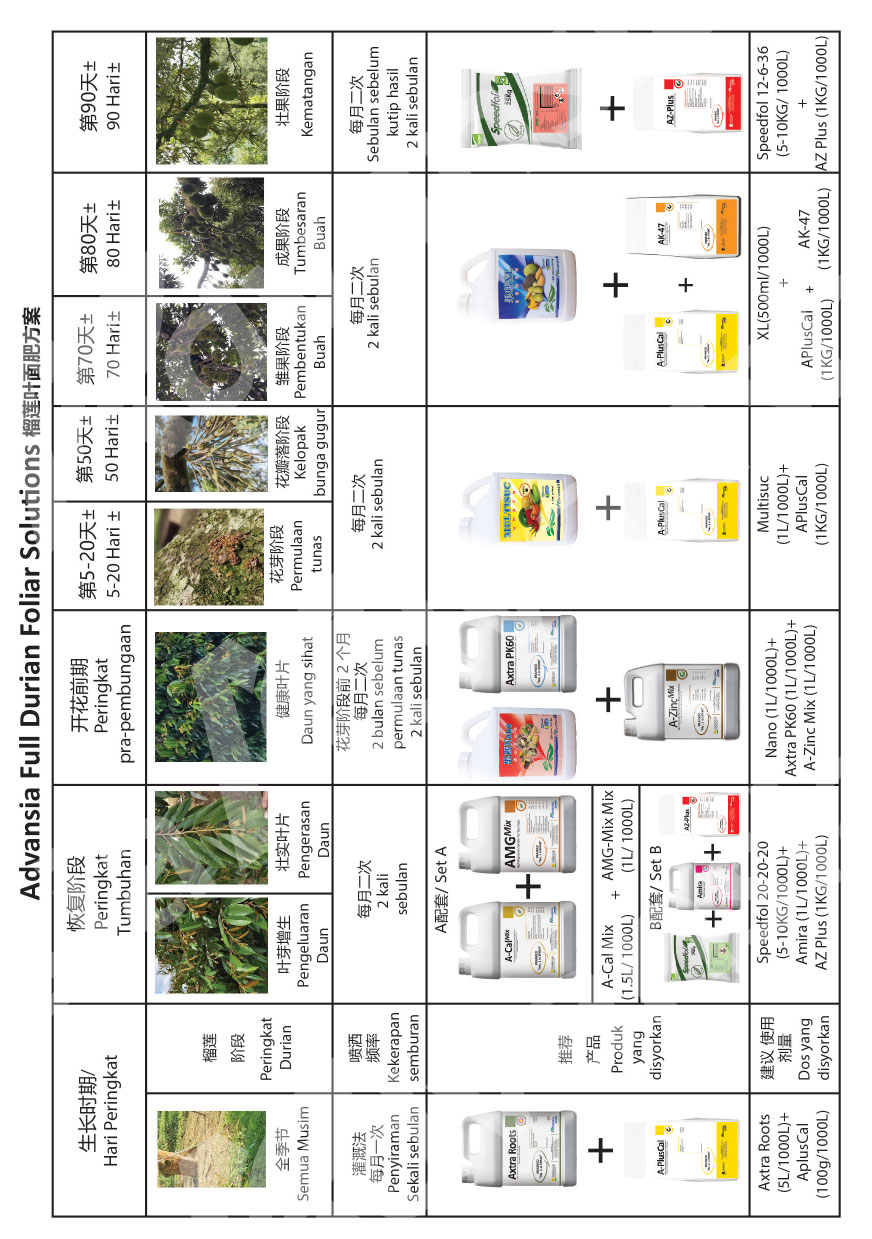 Advansia Full Durian Foliar Solutions 榴莲叶面肥方案
生长时期/
Hari Peringkat
恢复阶段
Peringkat
Tumbuhan
开花前期
Peringkat
pra-pembungaan
第5-20天±
5-20 Hari ±
第50天±
50 Hari±
第70天±
70 Hari±
第80天±
80 Hari±
第90天±
90 Hari±
全季节
Semua Musim
榴莲
阶段
Peringkat
Durian
叶芽增生
Pengeluaran
Daun
壮实叶片
Pengerasan
Daun
健康叶片
Daun yang sihat
花芽阶段
Permulaan
tunas
花瓣落阶段
Kelopak
bunga gugur
雏果阶段
Pembentukan
Buah
成果阶段
Tumbesaran
Buah
壮果阶段
Kematangan
灌溉法
每月一次
Penyiraman
Sekali sebulan
喷洒
频率
Kekerapan
semburan
每月二次
2 kali
sebulan
花芽阶段前 2 个月
每月二次
2 bulan sebelum
permulaan tunas
2 kali sebulan
每月二次
2 kali sebulan
每月二次
2 kali sebulan
每月二次
Sebulan sebelum
kutip hasil
2 kali sebulan
Axtra Roots
+
A-PlusCal
推荐
产品
Produk
yang
disyorkan
A配套/ Set A
A-CalMix
+
AMGMix
A-Cal Mix + AMG-Mix Mix
(1.5L/ 1000L) (1L/ 1000L)
B配套/ Set B
Speedfol
+
Amira
+
AZ-Plus
Axtra PK60
+
A-ZincMix
MULTISUC
+
A-PlusCal
+
A-PlusCal
+
AK-47
Speedfol
25Kg
+
AZ-Plus
Axtra Roots
(5L/1000L)+
AplusCal
(100g/1000L)
建议 使用
剂量
Dos yang
disyorkan
Speedfol 20-20-20
(5-10KG/1000L)+
Amira (1L/1000L)+
AZ Plus (1KG/1000L)
Nano (1L/1000L)+
Axtra PK60 (1L/1000L)+
A-Zinc Mix (1L/1000L)
Multisuc
(1L/1000L)+
APlusCal
(1KG/1000L)
XL(500ml/1000L)
+
APlusCal + AK-47
(1KG/1000L) (1KG/1000L)
Speedfol 12-6-36
(5-10KG/ 1000L)
+
AZ Plus (1KG/1000L)